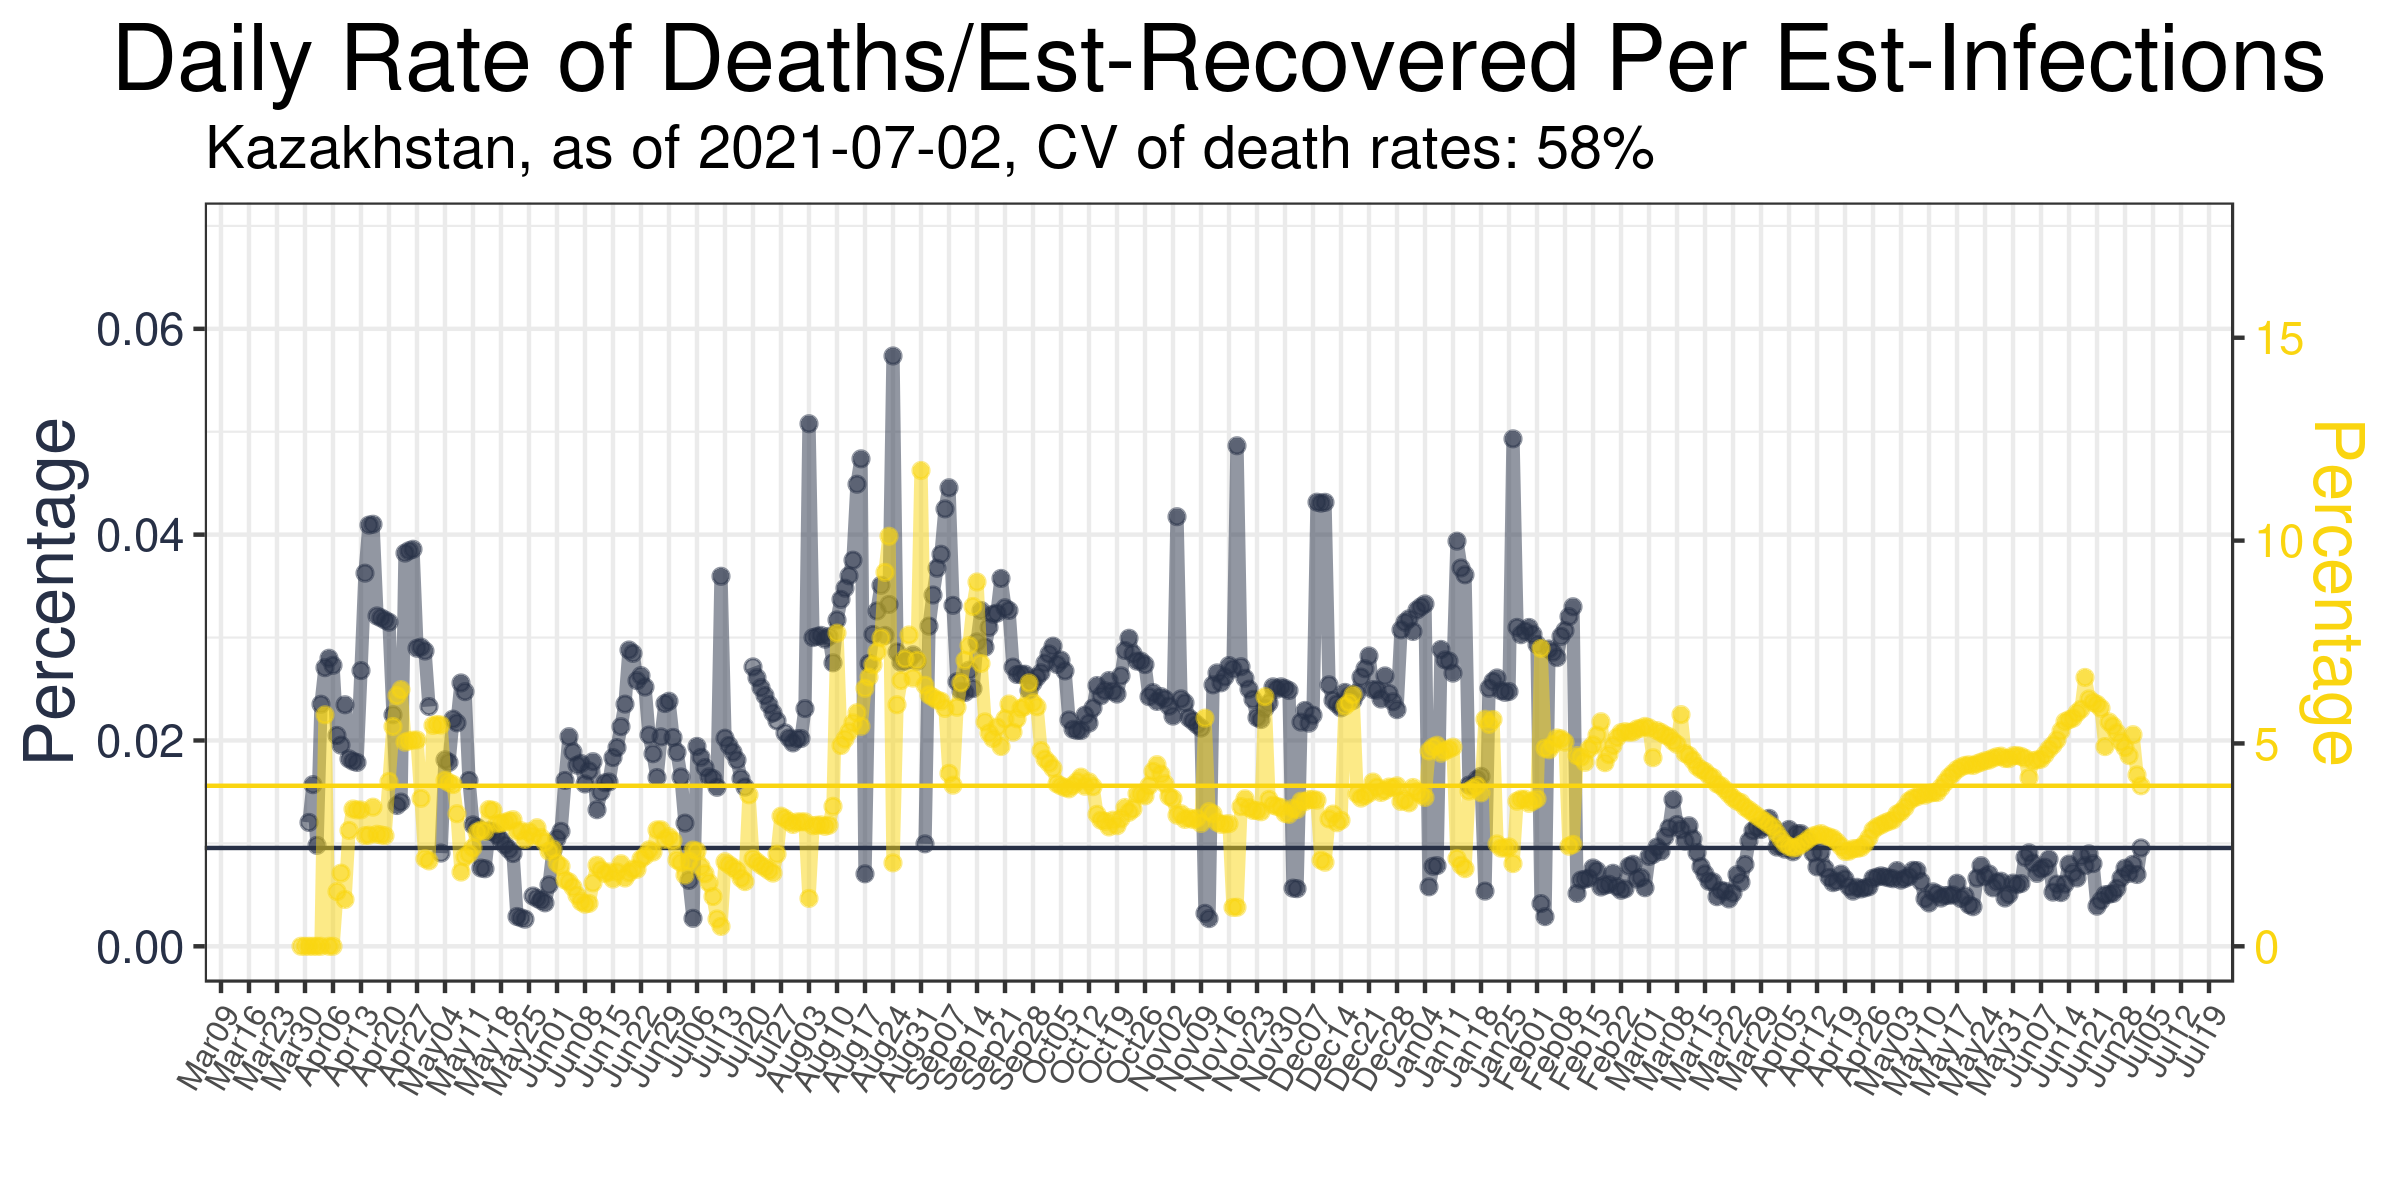 Daily Rate of Deaths/Est-Recovered Per Est-Infections
Kazakhstan, as of 2021-07-02, CV of death rates: 58%
Percentage
0.06
0.04
0.02
0.00
15
10
5
0
Percentage
Mar09
Mar16
Mar23
Mar30
Apr06
Apr13
Apr20
Apr27
May04
May11
May18
May25
Jun01
Jun08
Jun15
Jun22
Jun29
Jul06
Jul13
Jul20
Jul27
Aug03
Aug10
Aug17
Aug24
Aug31
Sep07
Sep14
Sep21
Sep28
Oct05
Oct12
Oct19
Oct26
Nov02
Nov09
Nov16
Nov23
Nov30
Dec07
Dec14
Dec21
Dec28
Jan04
Jan11
Jan18
Jan25
Feb01
Feb08
Feb15
Feb22
Mar01
Mar08
Mar15
Mar22
Mar29
Apr05
Apr12
Apr19
Apr26
May03
May10
May17
May24
May31
Jun07
Jun14
Jun21
Jun28
Jul05
Jul12
Jul19